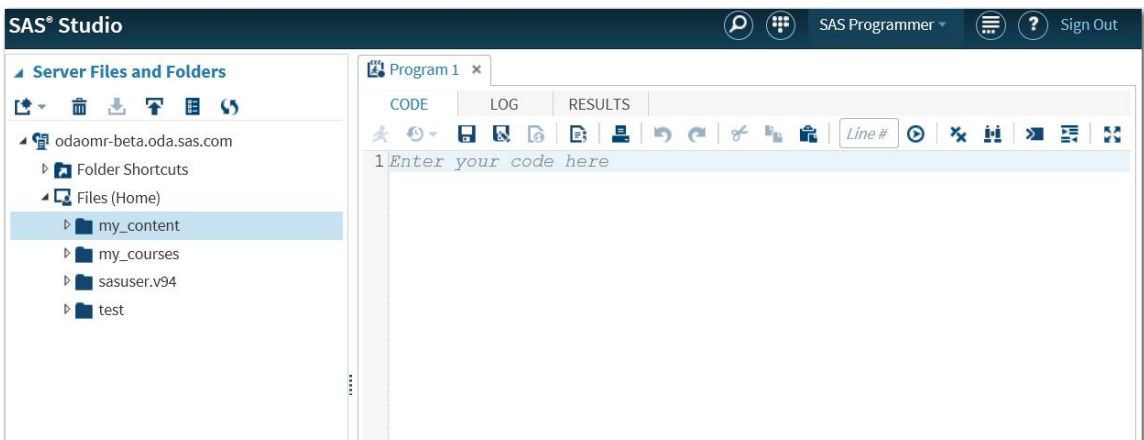 SAS® Studio
SAS Programmer
Sign Out
Server Files and Folders
odaomr-beta.oda.sas.com
Folder Shortcuts
Files (Home)
my_content
my_courses
sasuser.v94
test
Program 1
CODE LOG RESULTS
Line #
1 Enter your code here